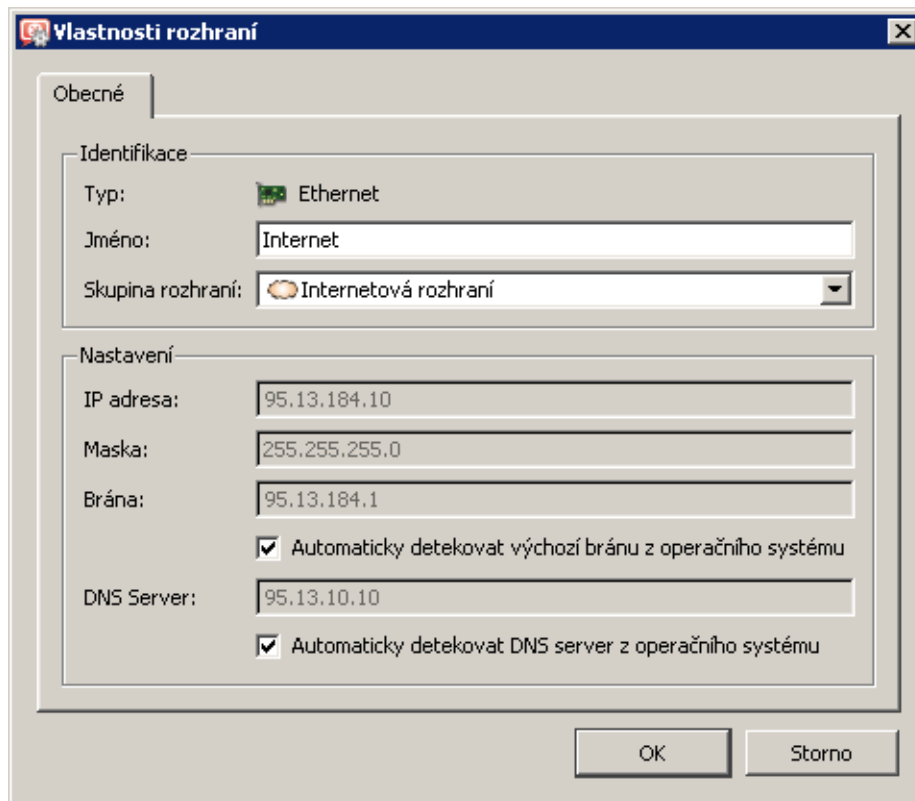 Vlastnosti rozhraní
Obecné
Identifikace
Typ: Ethernet
Jméno: Internet
Skupina rozhraní: Internetová rozhraní
Nastavení
IP adresa: 95.13.184.10
Maska: 255.255.255.0
Brána: 95.13.184.1
Automaticky detekovat výchozí bránu z operačního systému
DNS Server: 95.13.10.10
Automaticky detekovat DNS server z operačního systému
OK Storno